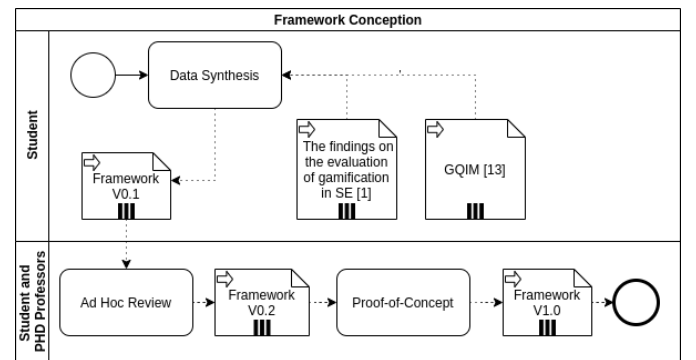 Framework Conception
Student
Data Synthesis
Framework
V0.1
The findings on
the evaluation
of gamification
in SE [1]
GQIM [13]
Student and
PHD Professors
Ad Hoc Review
Framework
V0.2
Proof-of-Concept
Framework
V1.0